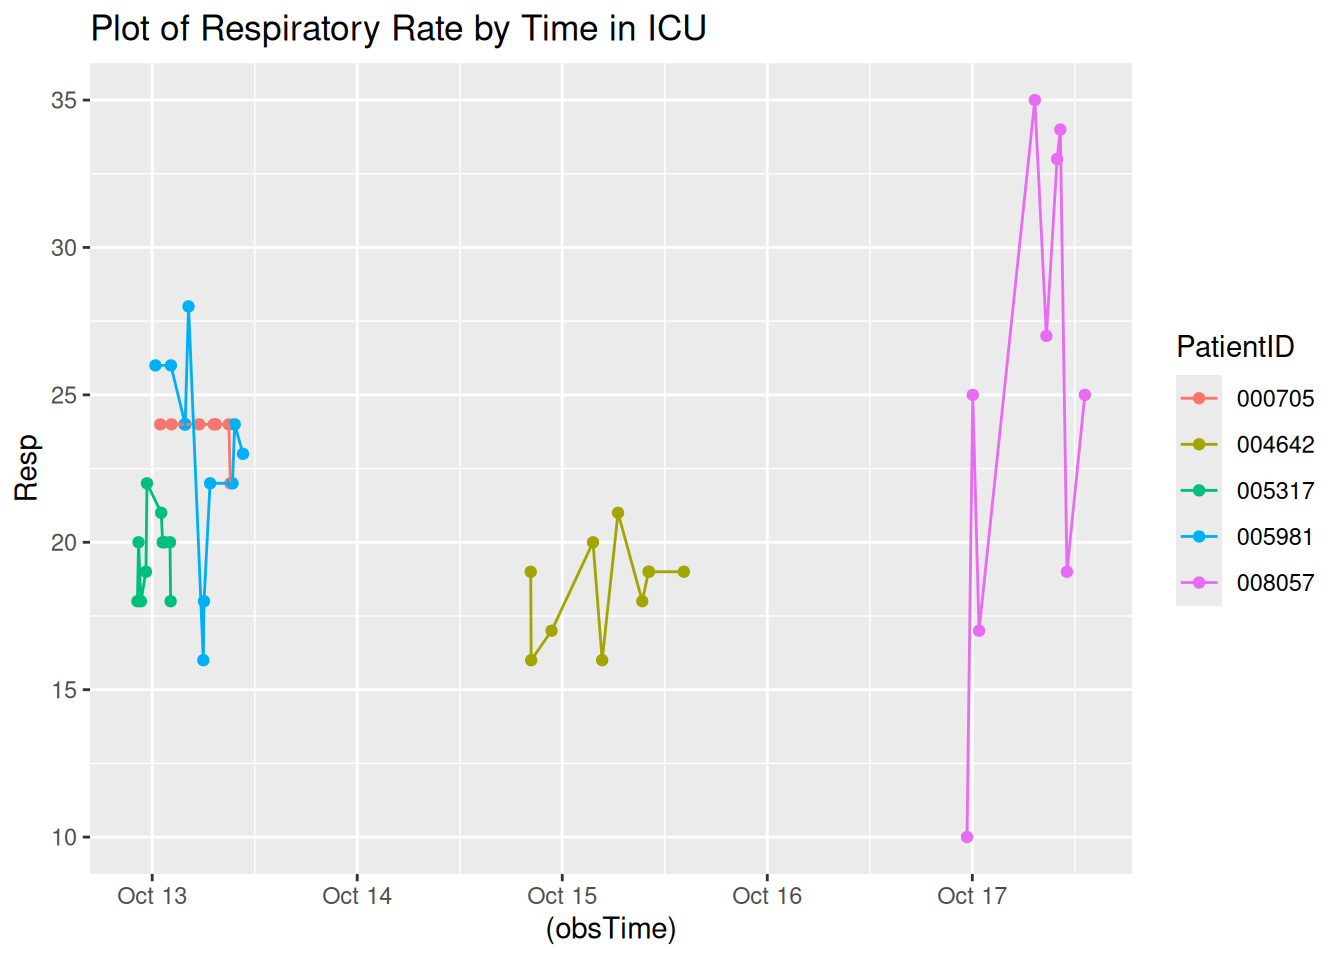 Plot of Respiratory Rate by Time in ICU
35
30
25
20
15
10
Resp
Oct 13
Oct 14
Oct 15
Oct 16
Oct 17
(obsTime)
PatientID
000705
004642
005317
005981
008057